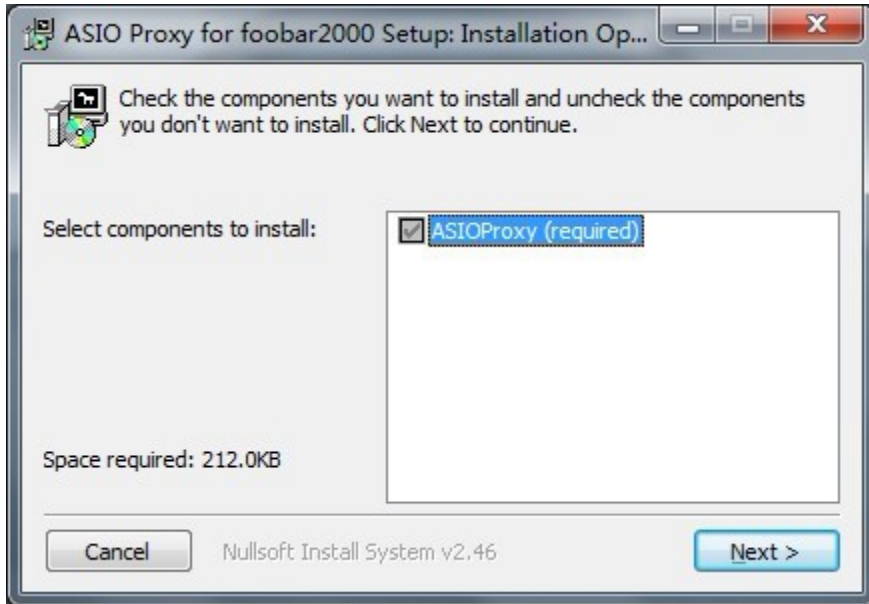 ASIO Proxy for foobar2000 Setup: Installation Op...
Check the components you want to install and uncheck the components
you don't want to install. Click Next to continue.
Select components to install:
ASIOProxy (required)
Space required: 212.0KB
Cancel
Nullsoft Install System v2.46
Next >